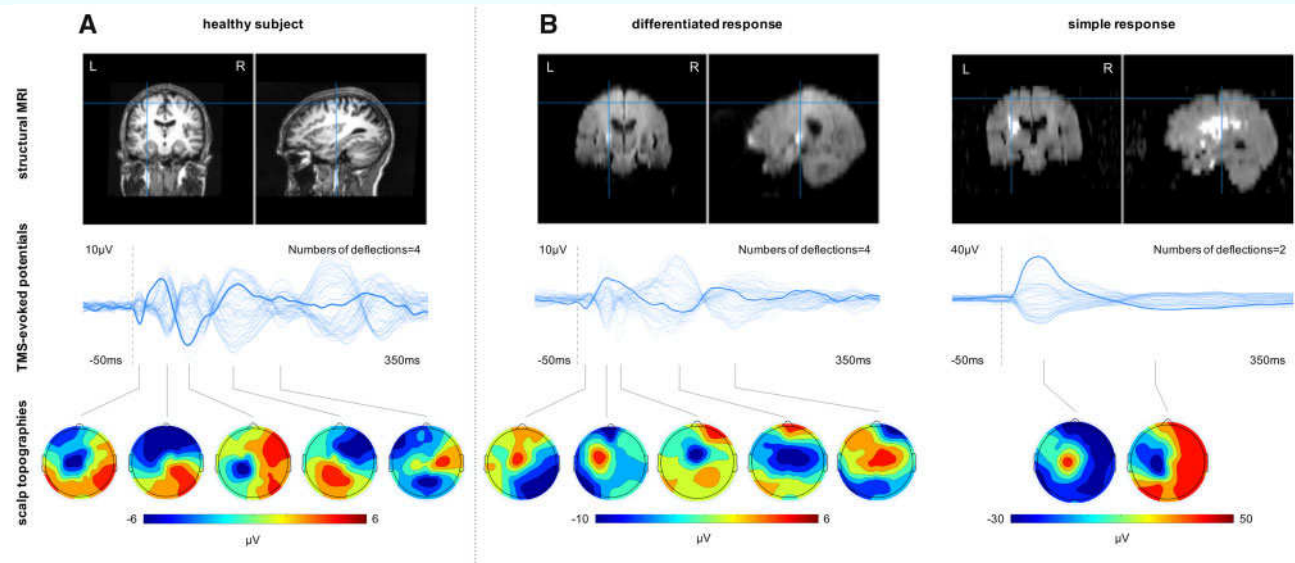 A
healthy subject
B
differentiated response
simple response
structural MRI
L
R
L
R
L
R
TMS-evoked potentials
10µV
Numbers of deflections=4
-50ms
350ms
10µV
Numbers of deflections=4
-50ms
350ms
40µV
Numbers of deflections=2
-50ms
350ms
scalp topographies
-6
6
µV
-10
6
µV
-30
50
µV